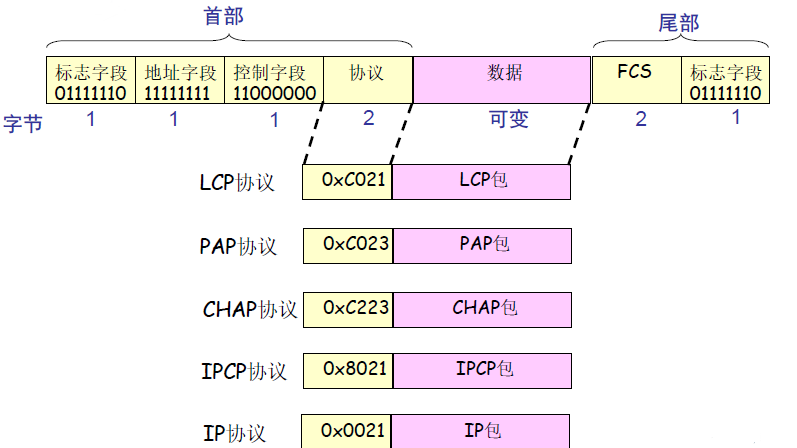 首部
尾部
标志字段 地址字段 控制字段 协议 数据 FCS 标志字段
01111110 11111111 11000000 01111110
字节 1 1 1 2 可变 2 1
LCP协议 0xC021 LCP包
PAP协议 0xC023 PAP包
CHAP协议 0xC223 CHAP包
IPCP协议 0x8021 IPCP包
IP协议 0x0021 IP包